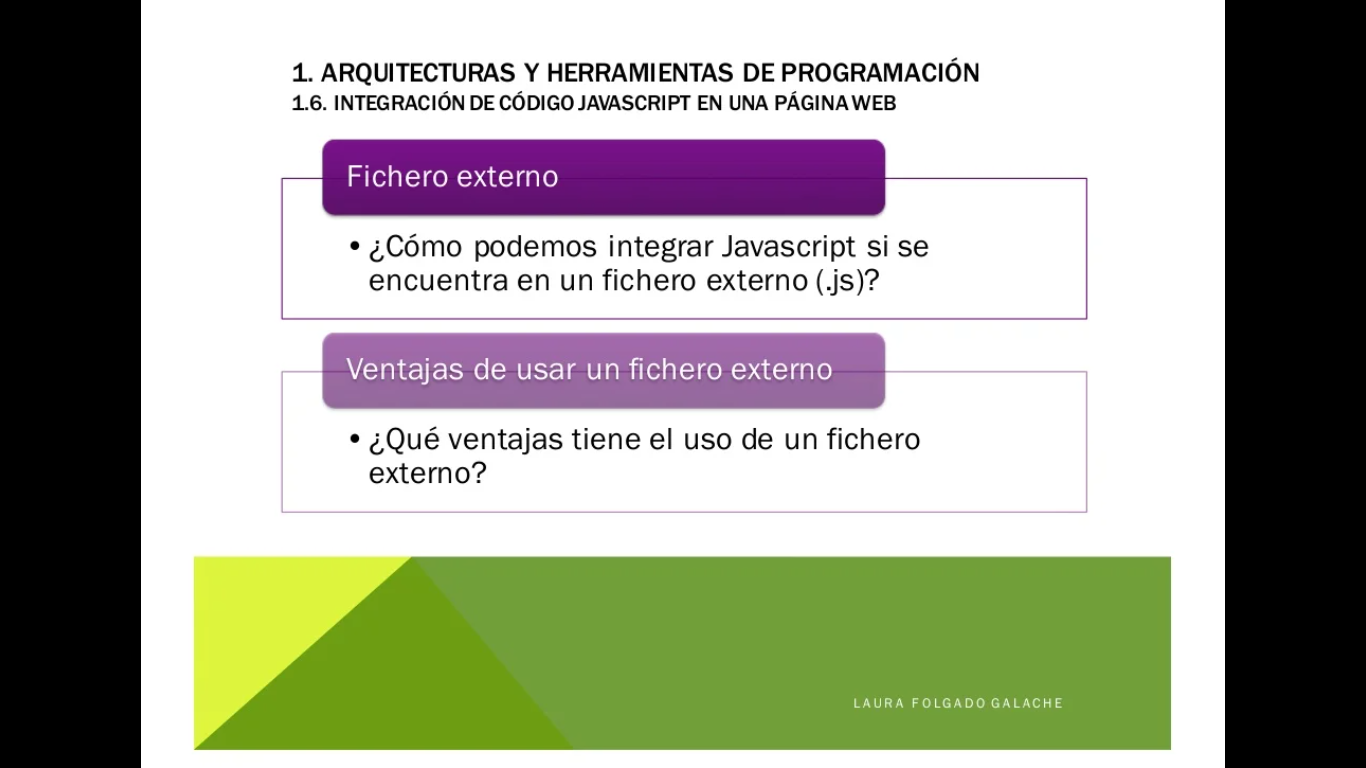 1. ARQUITECTURAS Y HERRAMIENTAS DE PROGRAMACIÓN
1.6. INTEGRACIÓN DE CÓDIGO JAVASCRIPT EN UNA PÁGINA WEB
Fichero externo
• ¿Cómo podemos integrar Javascript si se
encuentra en un fichero externo (.js)?
Ventajas de usar un fichero externo
• ¿Qué ventajas tiene el uso de un fichero
externo?
LAURA FOLGADO GALACHE